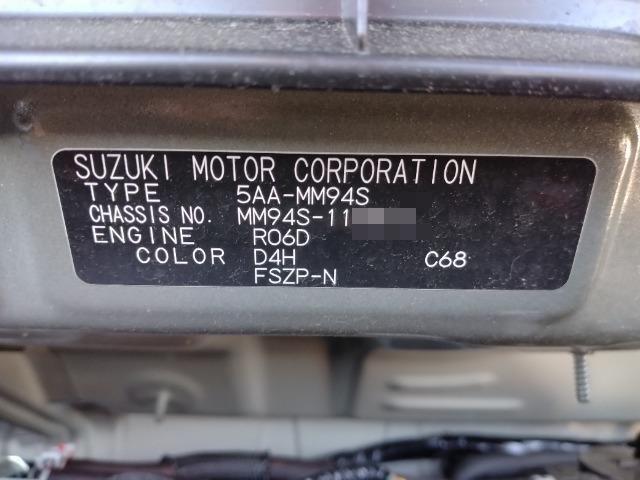 SUZUKI MOTOR CORPORATION
TYPE 5AA-MM94S
CHASSIS NO. MM94S-11
ENGINE R06D
COLOR D4H C68
FSZP-N